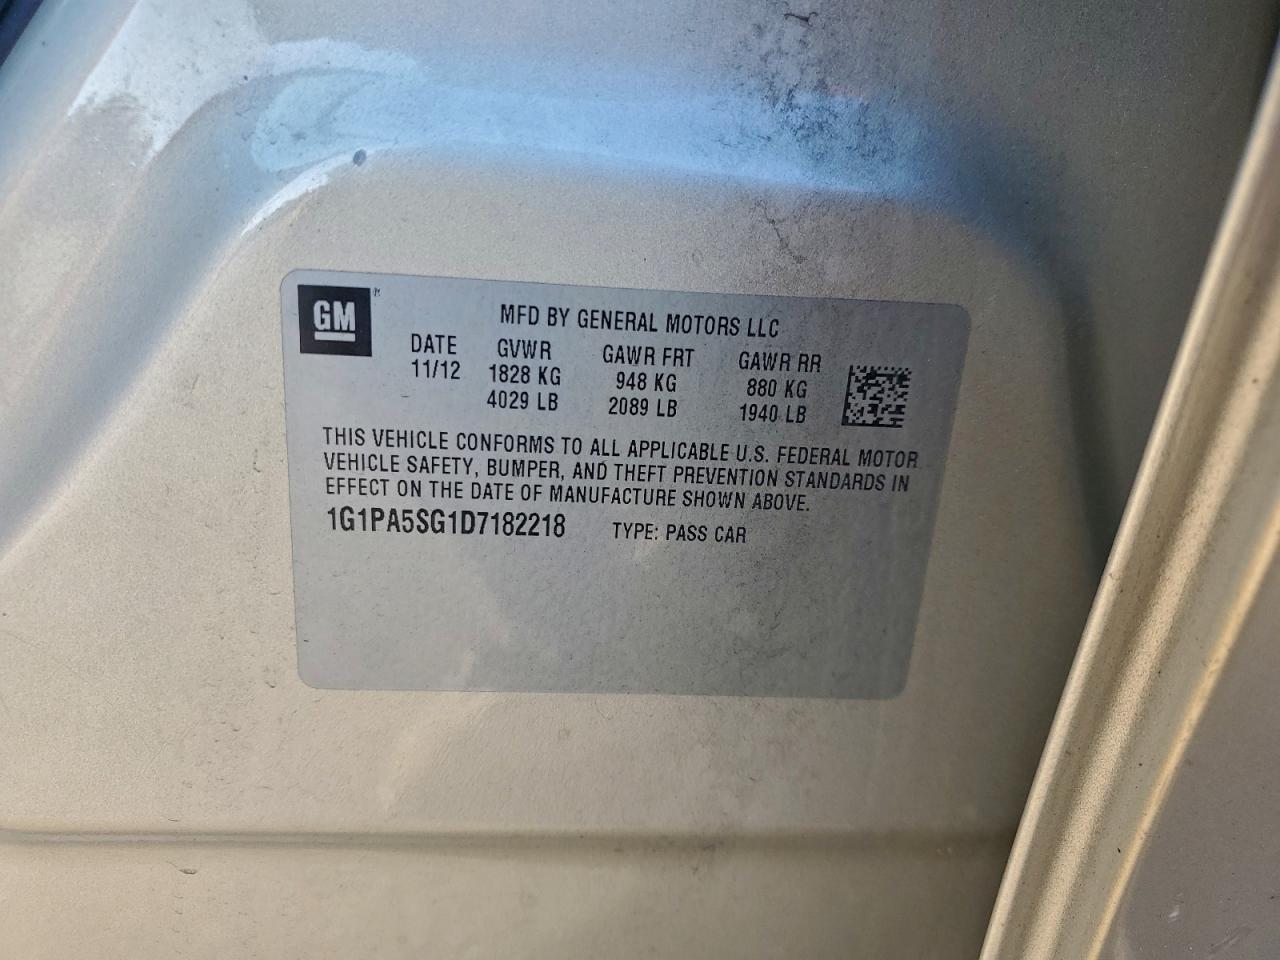 GM
MFD BY GENERAL MOTORS LLC
DATE GVWR GAWR FRT GAWR RR
11/12 1828 KG 948 KG 880 KG
4029 LB 2089 LB 1940 LB
THIS VEHICLE CONFORMS TO ALL APPLICABLE U.S. FEDERAL MOTOR
VEHICLE SAFETY, BUMPER, AND THEFT PREVENTION STANDARDS IN
EFFECT ON THE DATE OF MANUFACTURE SHOWN ABOVE.
1G1PA5SG1D7182218 TYPE: PASS CAR